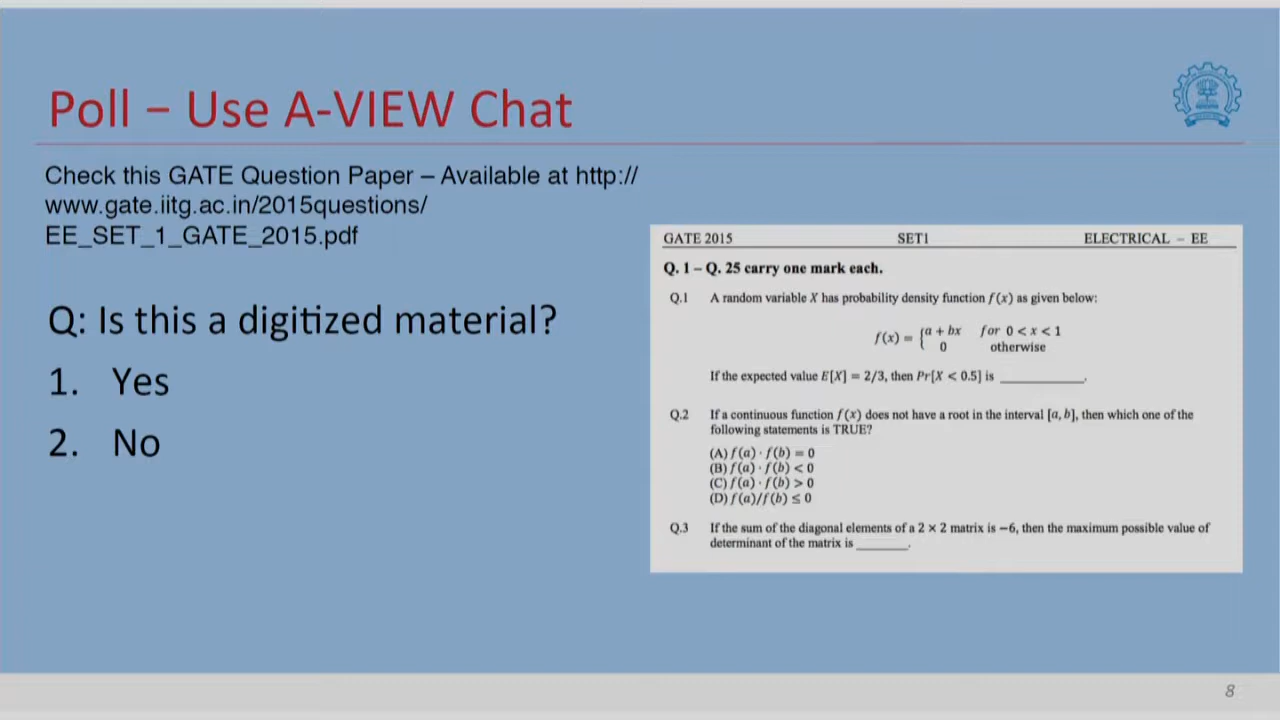 Poll – Use A-VIEW Chat
Check this GATE Question Paper – Available at http://
www.gate.iitg.ac.in/2015questions/
EE_SET_1_GATE_2015.pdf
Q: Is this a digitized material?
1. Yes
2. No
GATE 2015 SET1 ELECTRICAL – EE
Q. 1 – Q. 25 carry one mark each.
Q.1 A random variable X has probability density function f(x) as given below:
f(x) = { a + bx for 0 < x < 1
0 otherwise
If the expected value E[X] = 2/3, then Pr[X < 0.5] is __________.
Q.2 If a continuous function f(x) does not have a root in the interval [a, b], then which one of the
following statements is TRUE?
(A) f(a) · f(b) = 0
(B) f(a) · f(b) < 0
(C) f(a) · f(b) > 0
(D) f(a)/f(b) ≤ 0
Q.3 If the sum of the diagonal elements of a 2 × 2 matrix is −6, then the maximum possible value of
determinant of the matrix is ________.
8